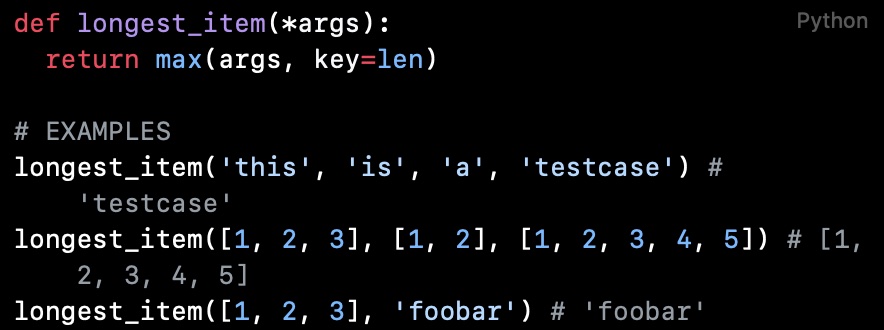 Python
def longest_item(*args):
  return max(args, key=len)

# EXAMPLES
longest_item('this', 'is', 'a', 'testcase') #
    'testcase'
longest_item([1, 2, 3], [1, 2], [1, 2, 3, 4, 5]) # [1,
    2, 3, 4, 5]
longest_item([1, 2, 3], 'foobar') # 'foobar'